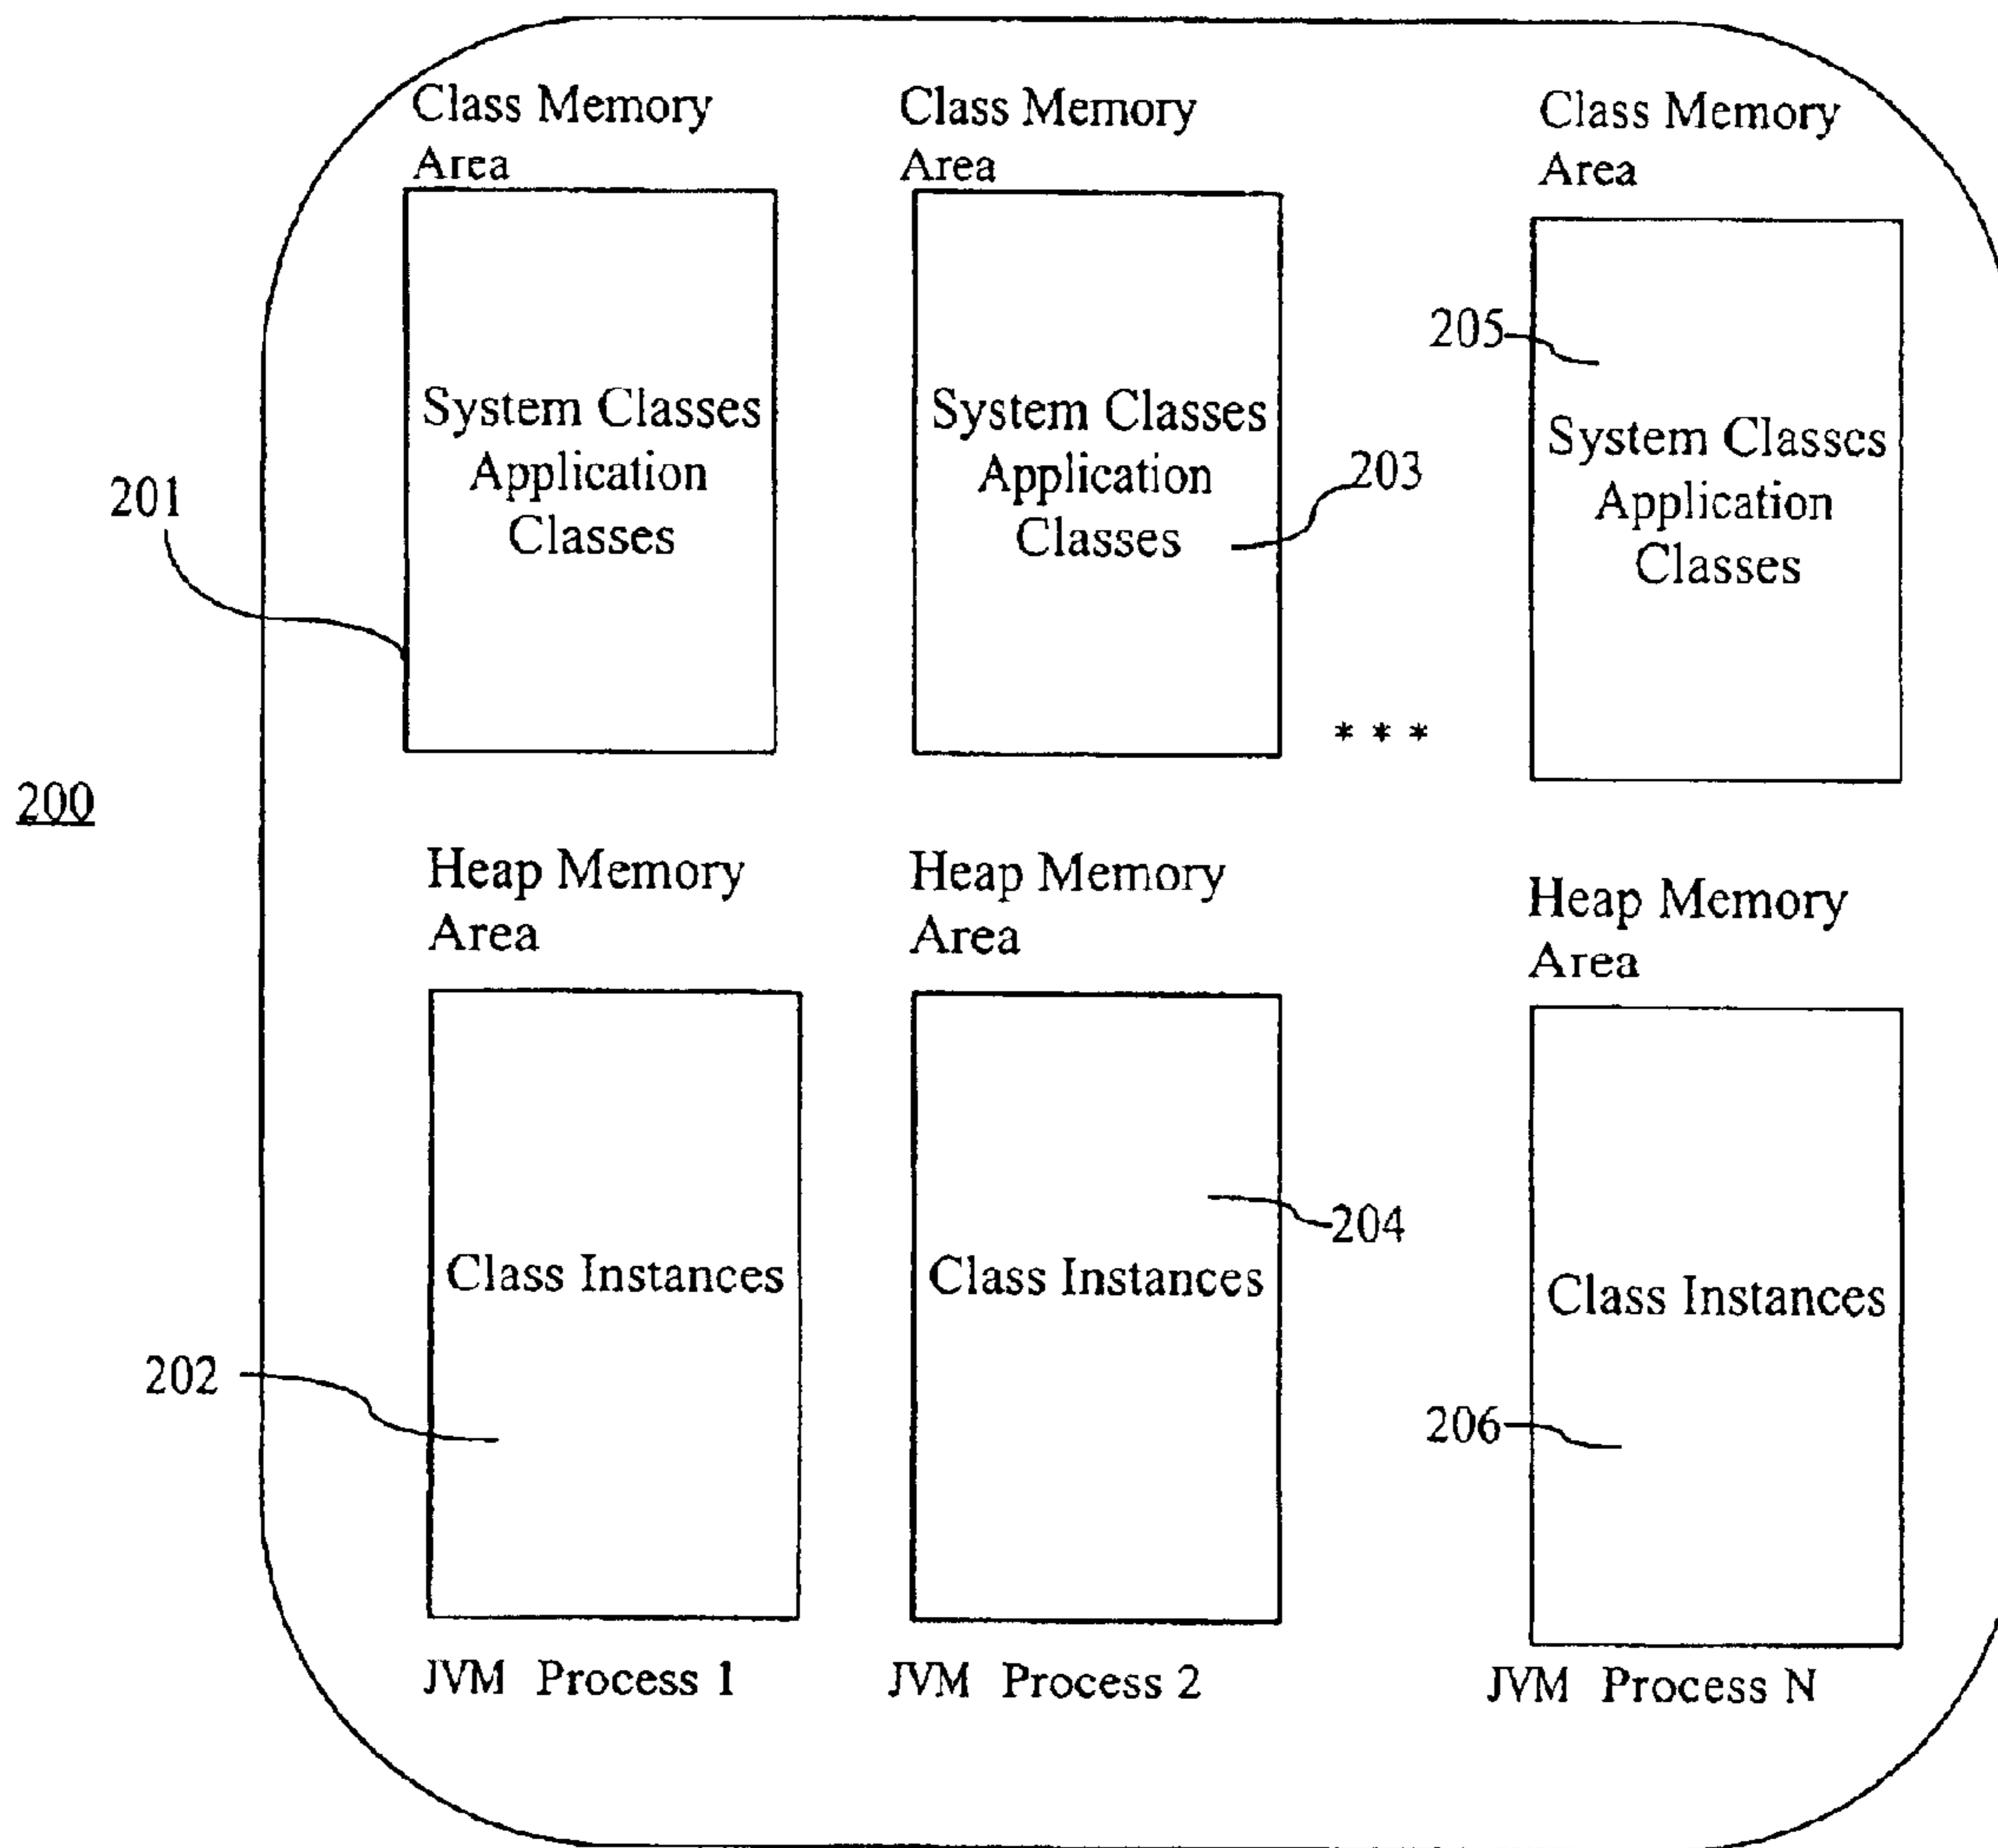 Class Memory
Area
Class Memory
Area
Class Memory
Area
System Classes
Application
Classes
System Classes
Application
Classes
205
System Classes
Application
Classes
201
203
* * *
200
Heap Memory
Area
Heap Memory
Area
Heap Memory
Area
Class Instances
Class Instances
204
Class Instances
202
206
JVM Process 1
JVM Process 2
JVM Process N